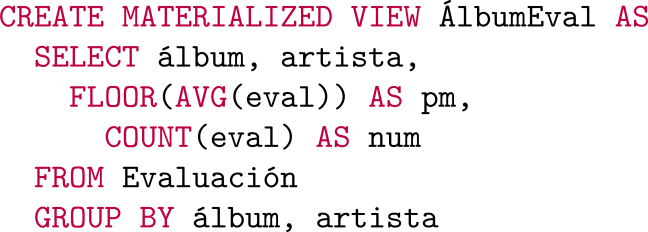 CREATE MATERIALIZED VIEW ÁlbumEval AS
SELECT álbum, artista,
FLOOR(AVG(eval)) AS pm,
COUNT(eval) AS num
FROM Evaluación
GROUP BY álbum, artista